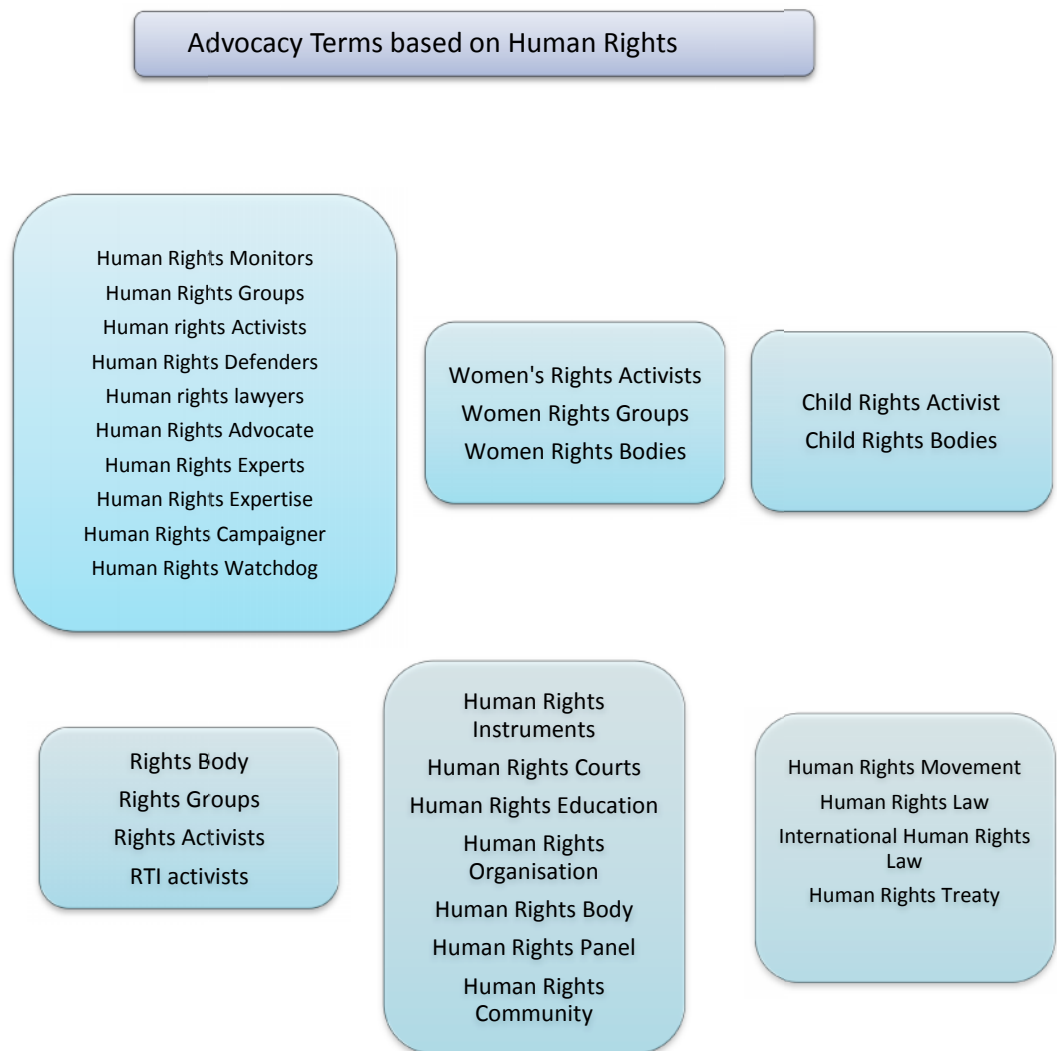 Advocacy Terms based on Human Rights
Human Rights Monitors
Human Rights Groups
Human rights Activists
Human Rights Defenders
Human rights lawyers
Human Rights Advocate
Human Rights Experts
Human Rights Expertise
Human Rights Campaigner
Human Rights Watchdog
Women's Rights Activists
Women Rights Groups
Women Rights Bodies
Child Rights Activist
Child Rights Bodies
Rights Body
Rights Groups
Rights Activists
RTI activists
Human Rights
Instruments
Human Rights Courts
Human Rights Education
Human Rights
Organisation
Human Rights Body
Human Rights Panel
Human Rights
Community
Human Rights Movement
Human Rights Law
International Human Rights
Law
Human Rights Treaty